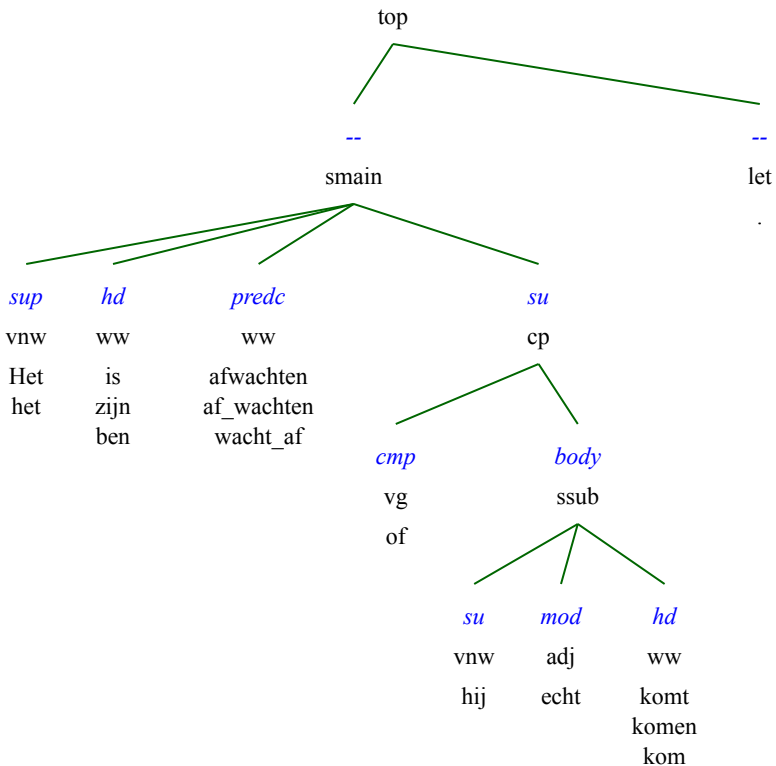 top
-- --
smain let
.
sup hd predc su
vnw ww ww cp
Het is afwachten
het zijn af_wachten
ben wacht_af
cmp body
vg ssub
of
su mod hd
vnw adj ww
hij echt komt
komen
kom